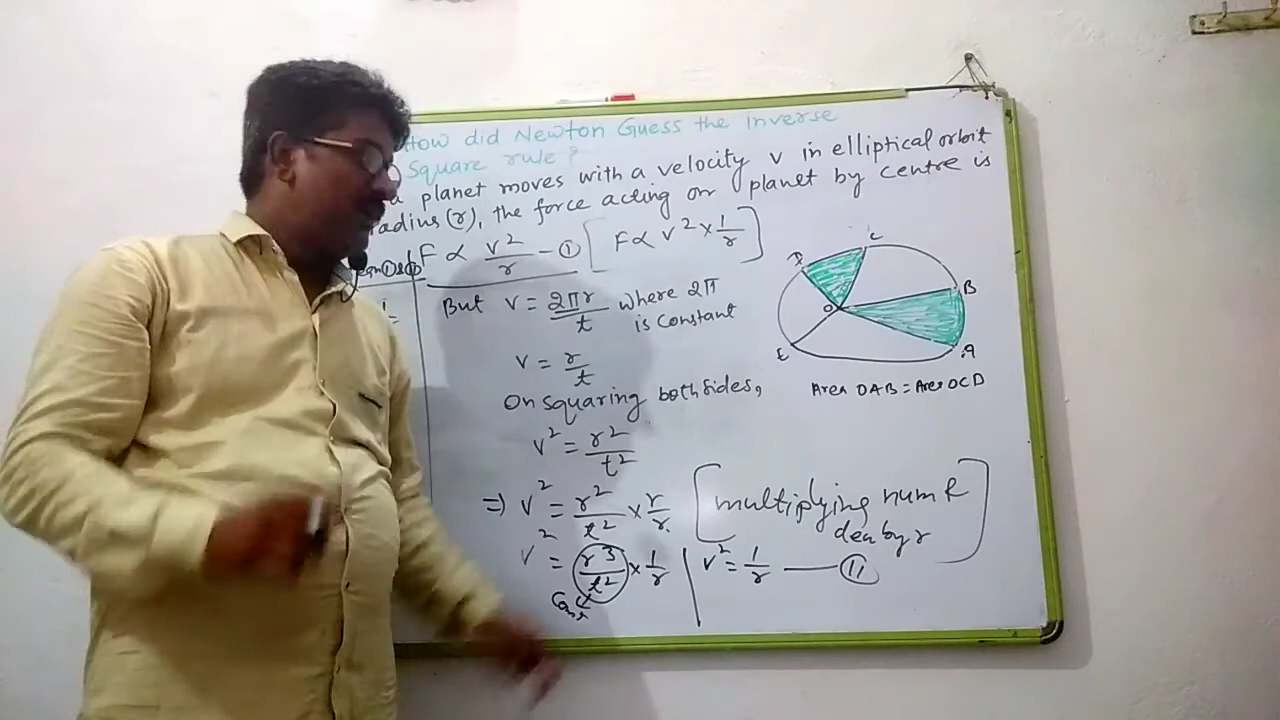 How did Newton Guess the Inverse
Square rule?
a planet moves with a velocity v in elliptical orbit
radius (r), the force acting on planet by centre is
F ∝ v²/r — ① [F ∝ v² × 1/r]
But v = 2πr/t where 2π
is constant
v = r/t
On squaring both sides,
v² = r²/t²
⇒ v² = r²/t² × r/r [multiplying num &
den by r]
v² = r³/t² × 1/r | v² = 1/r — ⑪
Const
D
C
B
O
E
A
Area OAB = Area OCD